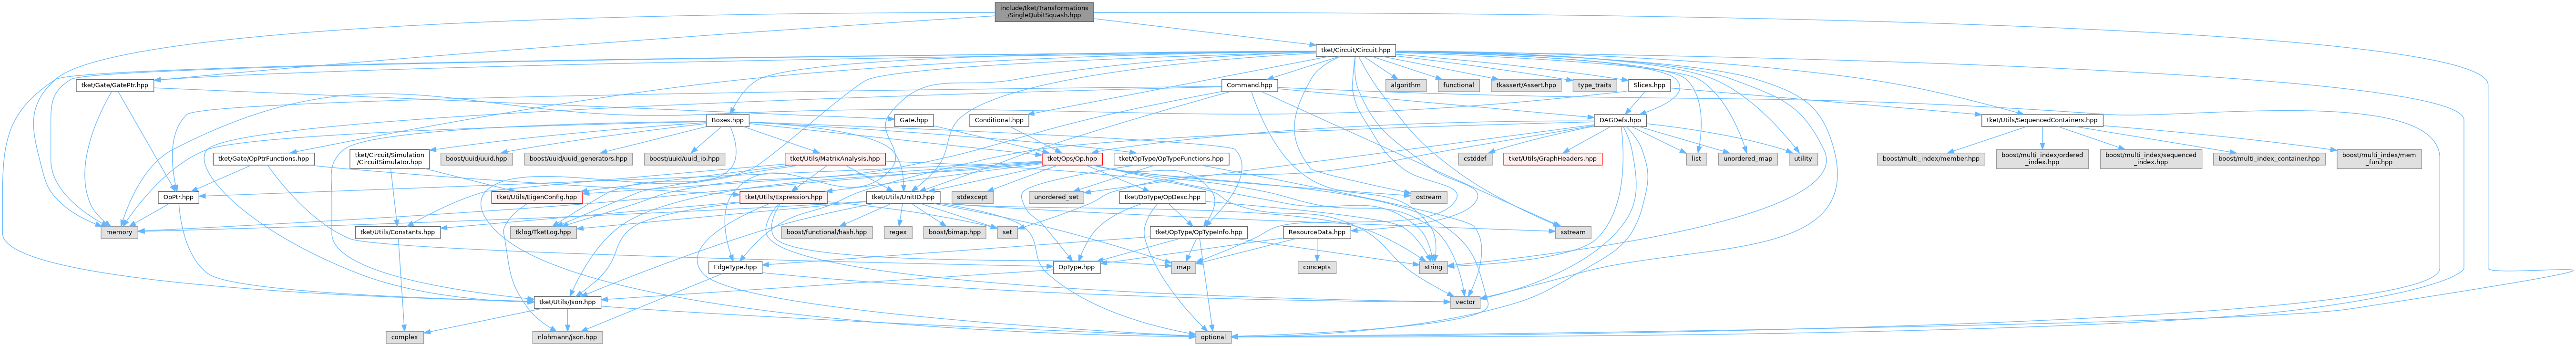 include/tket/Transformations
/SingleQubitSquash.hpp
tket/Circuit/Circuit.hpp
tket/Gate/GatePtr.hpp
Command.hpp
algorithm
functional
tkassert/Assert.hpp
type_traits
Slices.hpp
Boxes.hpp
Gate.hpp
Conditional.hpp
DAGDefs.hpp
tket/Utils/SequencedContainers.hpp
tket/Gate/OpPtrFunctions.hpp
tket/Circuit/Simulation
/CircuitSimulator.hpp
boost/uuid/uuid.hpp
boost/uuid/uuid_generators.hpp
boost/uuid/uuid_io.hpp
tket/Utils/MatrixAnalysis.hpp
tket/Ops/Op.hpp
tket/OpType/OpTypeFunctions.hpp
cstddef
tket/Utils/GraphHeaders.hpp
list
unordered_map
utility
boost/multi_index/member.hpp
boost/multi_index/ordered
_index.hpp
boost/multi_index/sequenced
_index.hpp
boost/multi_index_container.hpp
boost/multi_index/mem
_fun.hpp
OpPtr.hpp
tket/Utils/EigenConfig.hpp
tket/Utils/Expression.hpp
tket/Utils/UnitID.hpp
stdexcept
unordered_set
tket/OpType/OpDesc.hpp
ostream
memory
tket/Utils/Constants.hpp
tklog/TketLog.hpp
boost/functional/hash.hpp
regex
boost/bimap.hpp
set
tket/OpType/OpTypeInfo.hpp
ResourceData.hpp
sstream
EdgeType.hpp
OpType.hpp
map
concepts
string
tket/Utils/Json.hpp
vector
complex
nlohmann/json.hpp
optional